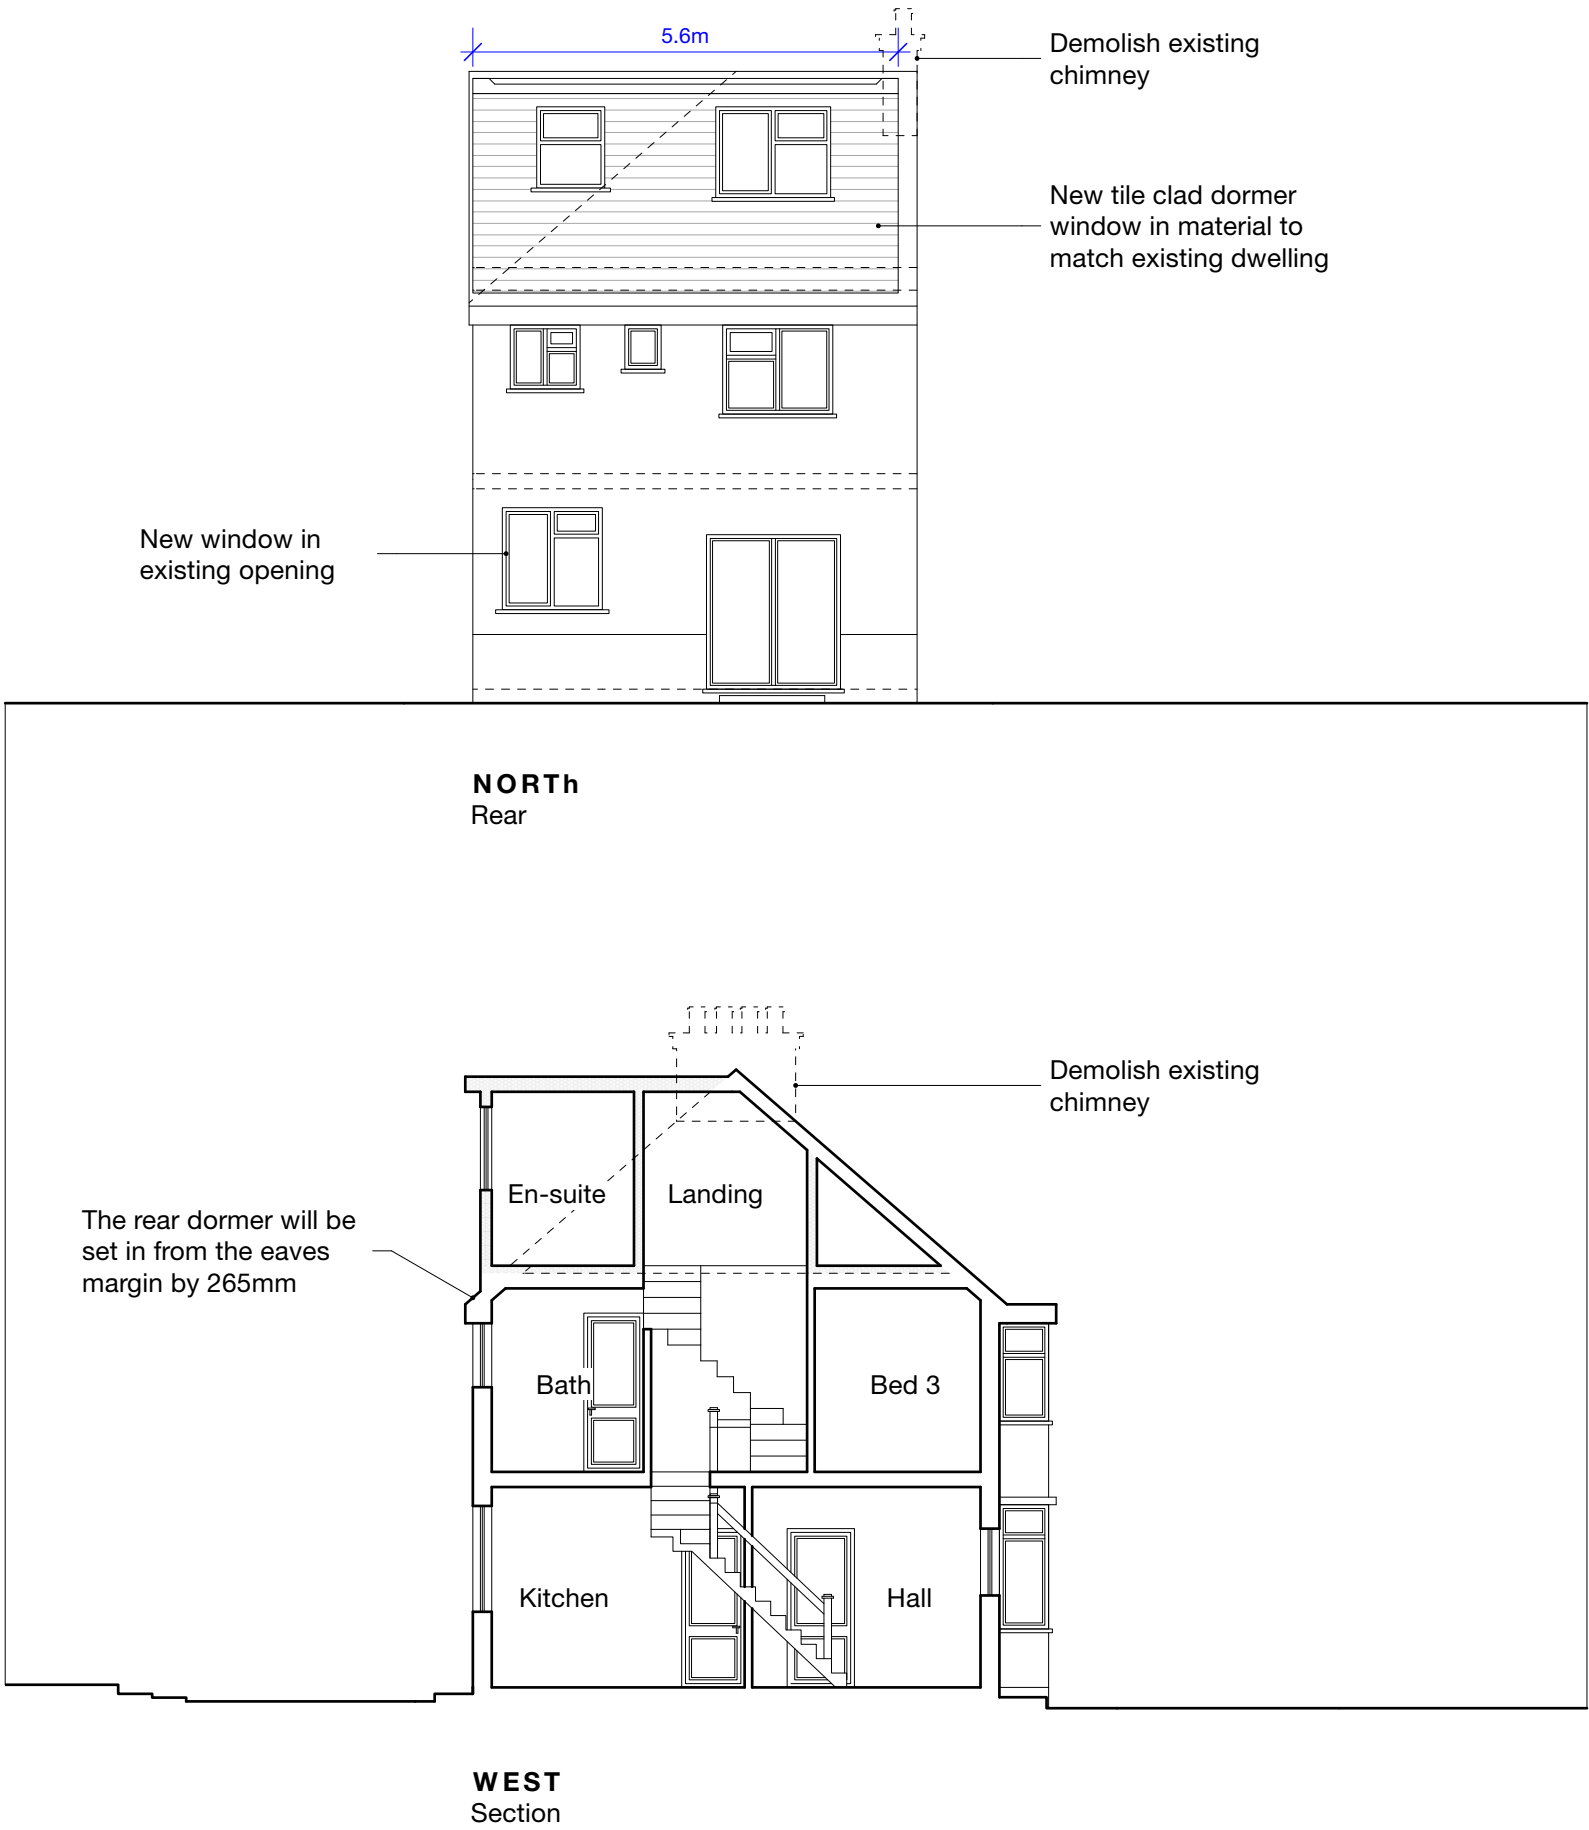 5.6m
Demolish existing
chimney
New tile clad dormer
window in material to
match existing dwelling
New window in
existing opening
NORTh
Rear
Demolish existing
chimney
En-suite
Landing
The rear dormer will be
set in from the eaves
margin by 265mm
Bath
Bed 3
Kitchen
Hall
WEST
Section